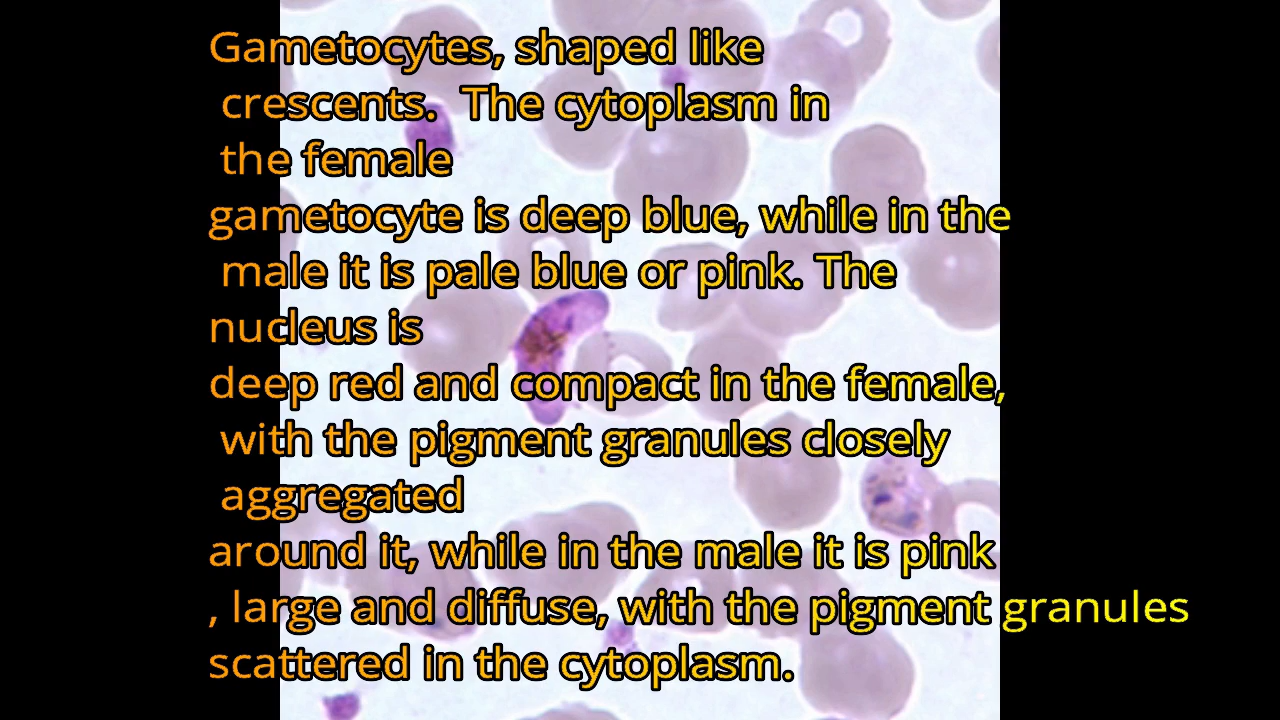 Gametocytes, shaped like
crescents. The cytoplasm in
the female
gametocyte is deep blue, while in the
male it is pale blue or pink. The
nucleus is
deep red and compact in the female,
with the pigment granules closely
aggregated
around it, while in the male it is pink
, large and diffuse, with the pigment granules
scattered in the cytoplasm.